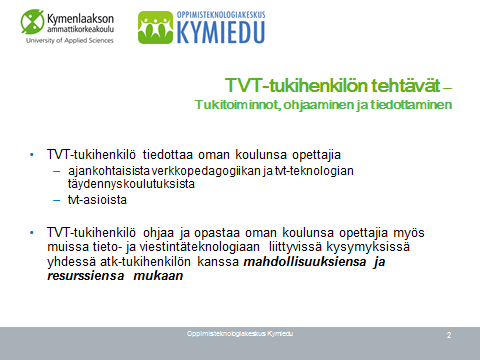 Kymenlaakson
ammattikorkeakoulu
University of Applied Sciences
OPPIMISTEKNOLOGIAKESKUS
KYMIEDU
TVT-tukihenkilön tehtävät –
Tukitoiminnot, ohjaaminen ja tiedottaminen
• TVT-tukihenkilö tiedottaa oman koulunsa opettajia
– ajankohtaisista verkkopedagogiikan ja tvt-teknologian
täydennyskoulutuksista
– tvt-asioista
• TVT-tukihenkilö ohjaa ja opastaa oman koulunsa opettajia myös
muissa tieto- ja viestintäteknologiaan liittyvissä kysymyksissä
yhdessä atk-tukihenkilön kanssa mahdollisuuksiensa ja
resurssiensa mukaan
Oppimisteknologiakeskus Kymiedu
2